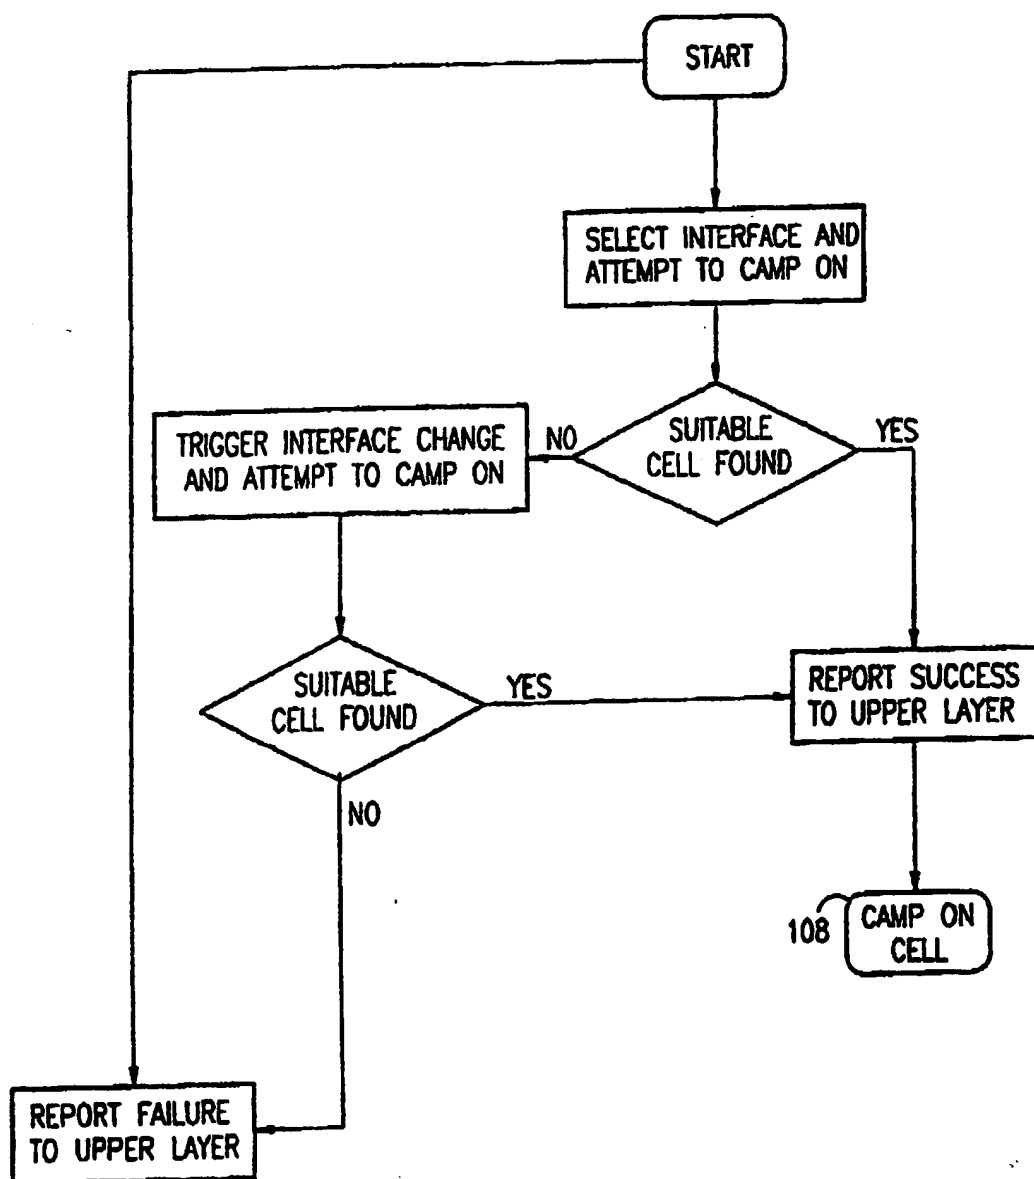 START
SELECT INTERFACE AND
ATTEMPT TO CAMP ON
TRIGGER INTERFACE CHANGE
AND ATTEMPT TO CAMP ON
NO
SUITABLE
CELL FOUND
YES
SUITABLE
CELL FOUND
YES
NO
REPORT SUCCESS
TO UPPER LAYER
108
CAMP ON
CELL
REPORT FAILURE
TO UPPER LAYER